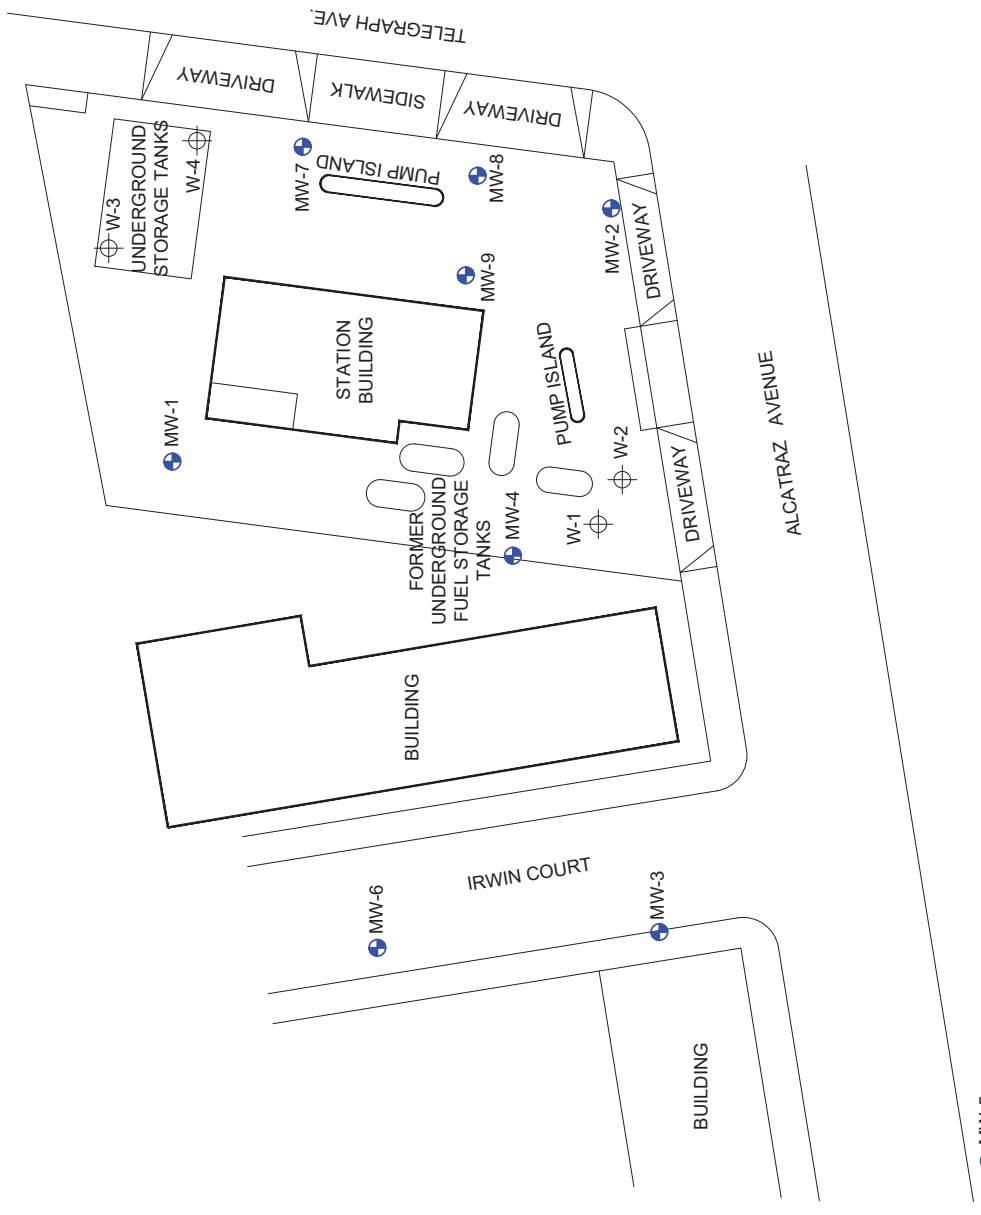 TELEGRAPH AVE.
DRIVEWAY
SIDEWALK
DRIVEWAY
W-3
UNDERGROUND
STORAGE TANKS
W-4
MW-7
PUMP ISLAND
MW-8
MW-2
DRIVEWAY
MW-9
STATION
BUILDING
MW-1
PUMP ISLAND
W-2
W-1
DRIVEWAY
MW-4
FORMER
UNDERGROUND
FUEL STORAGE
TANKS
ALCATRAZ AVENUE
BUILDING
IRWIN COURT
MW-6
MW-3
BUILDING